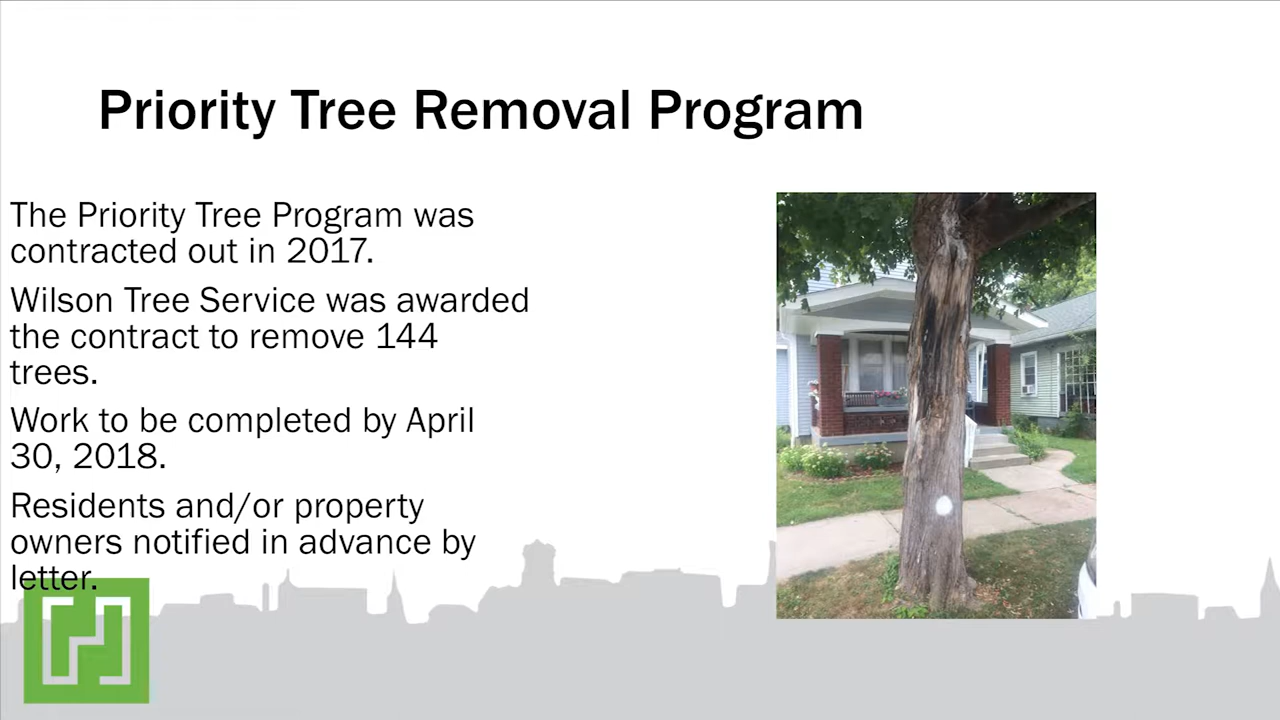 Priority Tree Removal Program
The Priority Tree Program was
contracted out in 2017.
Wilson Tree Service was awarded
the contract to remove 144
trees.
Work to be completed by April
30, 2018.
Residents and/or property
owners notified in advance by
letter.